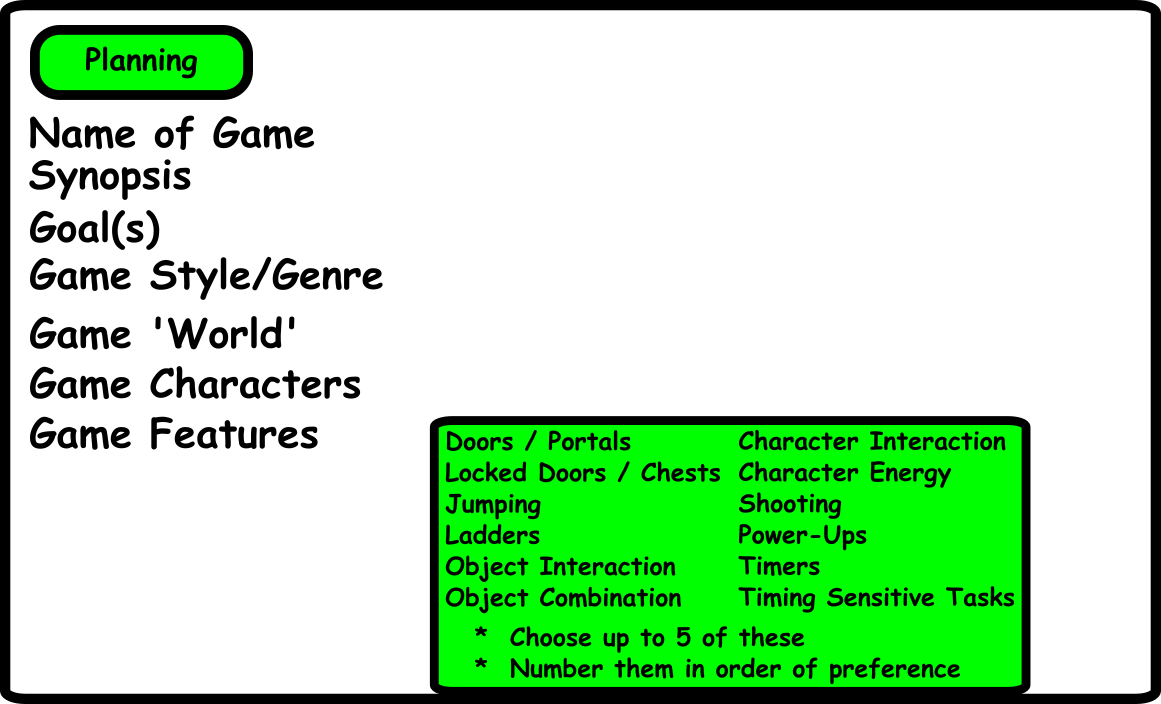 Planning
Name of Game
Synopsis
Goal(s)
Game Style/Genre
Game 'World'
Game Characters
Game Features
Doors / Portals
Locked Doors / Chests
Jumping
Ladders
Object Interaction
Object Combination
Character Interaction
Character Energy
Shooting
Power-Ups
Timers
Timing Sensitive Tasks
* Choose up to 5 of these
* Number them in order of preference